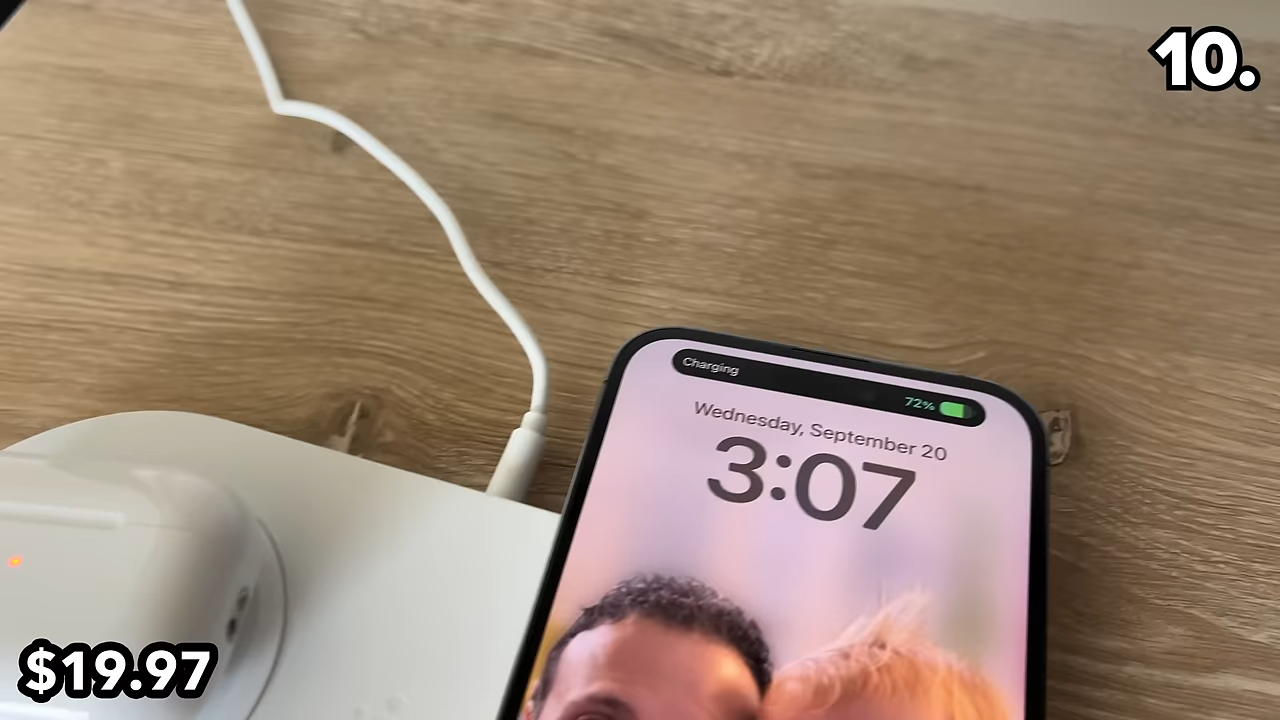 10.
Charging
72%
Wednesday, September 20
3:07
$19.97